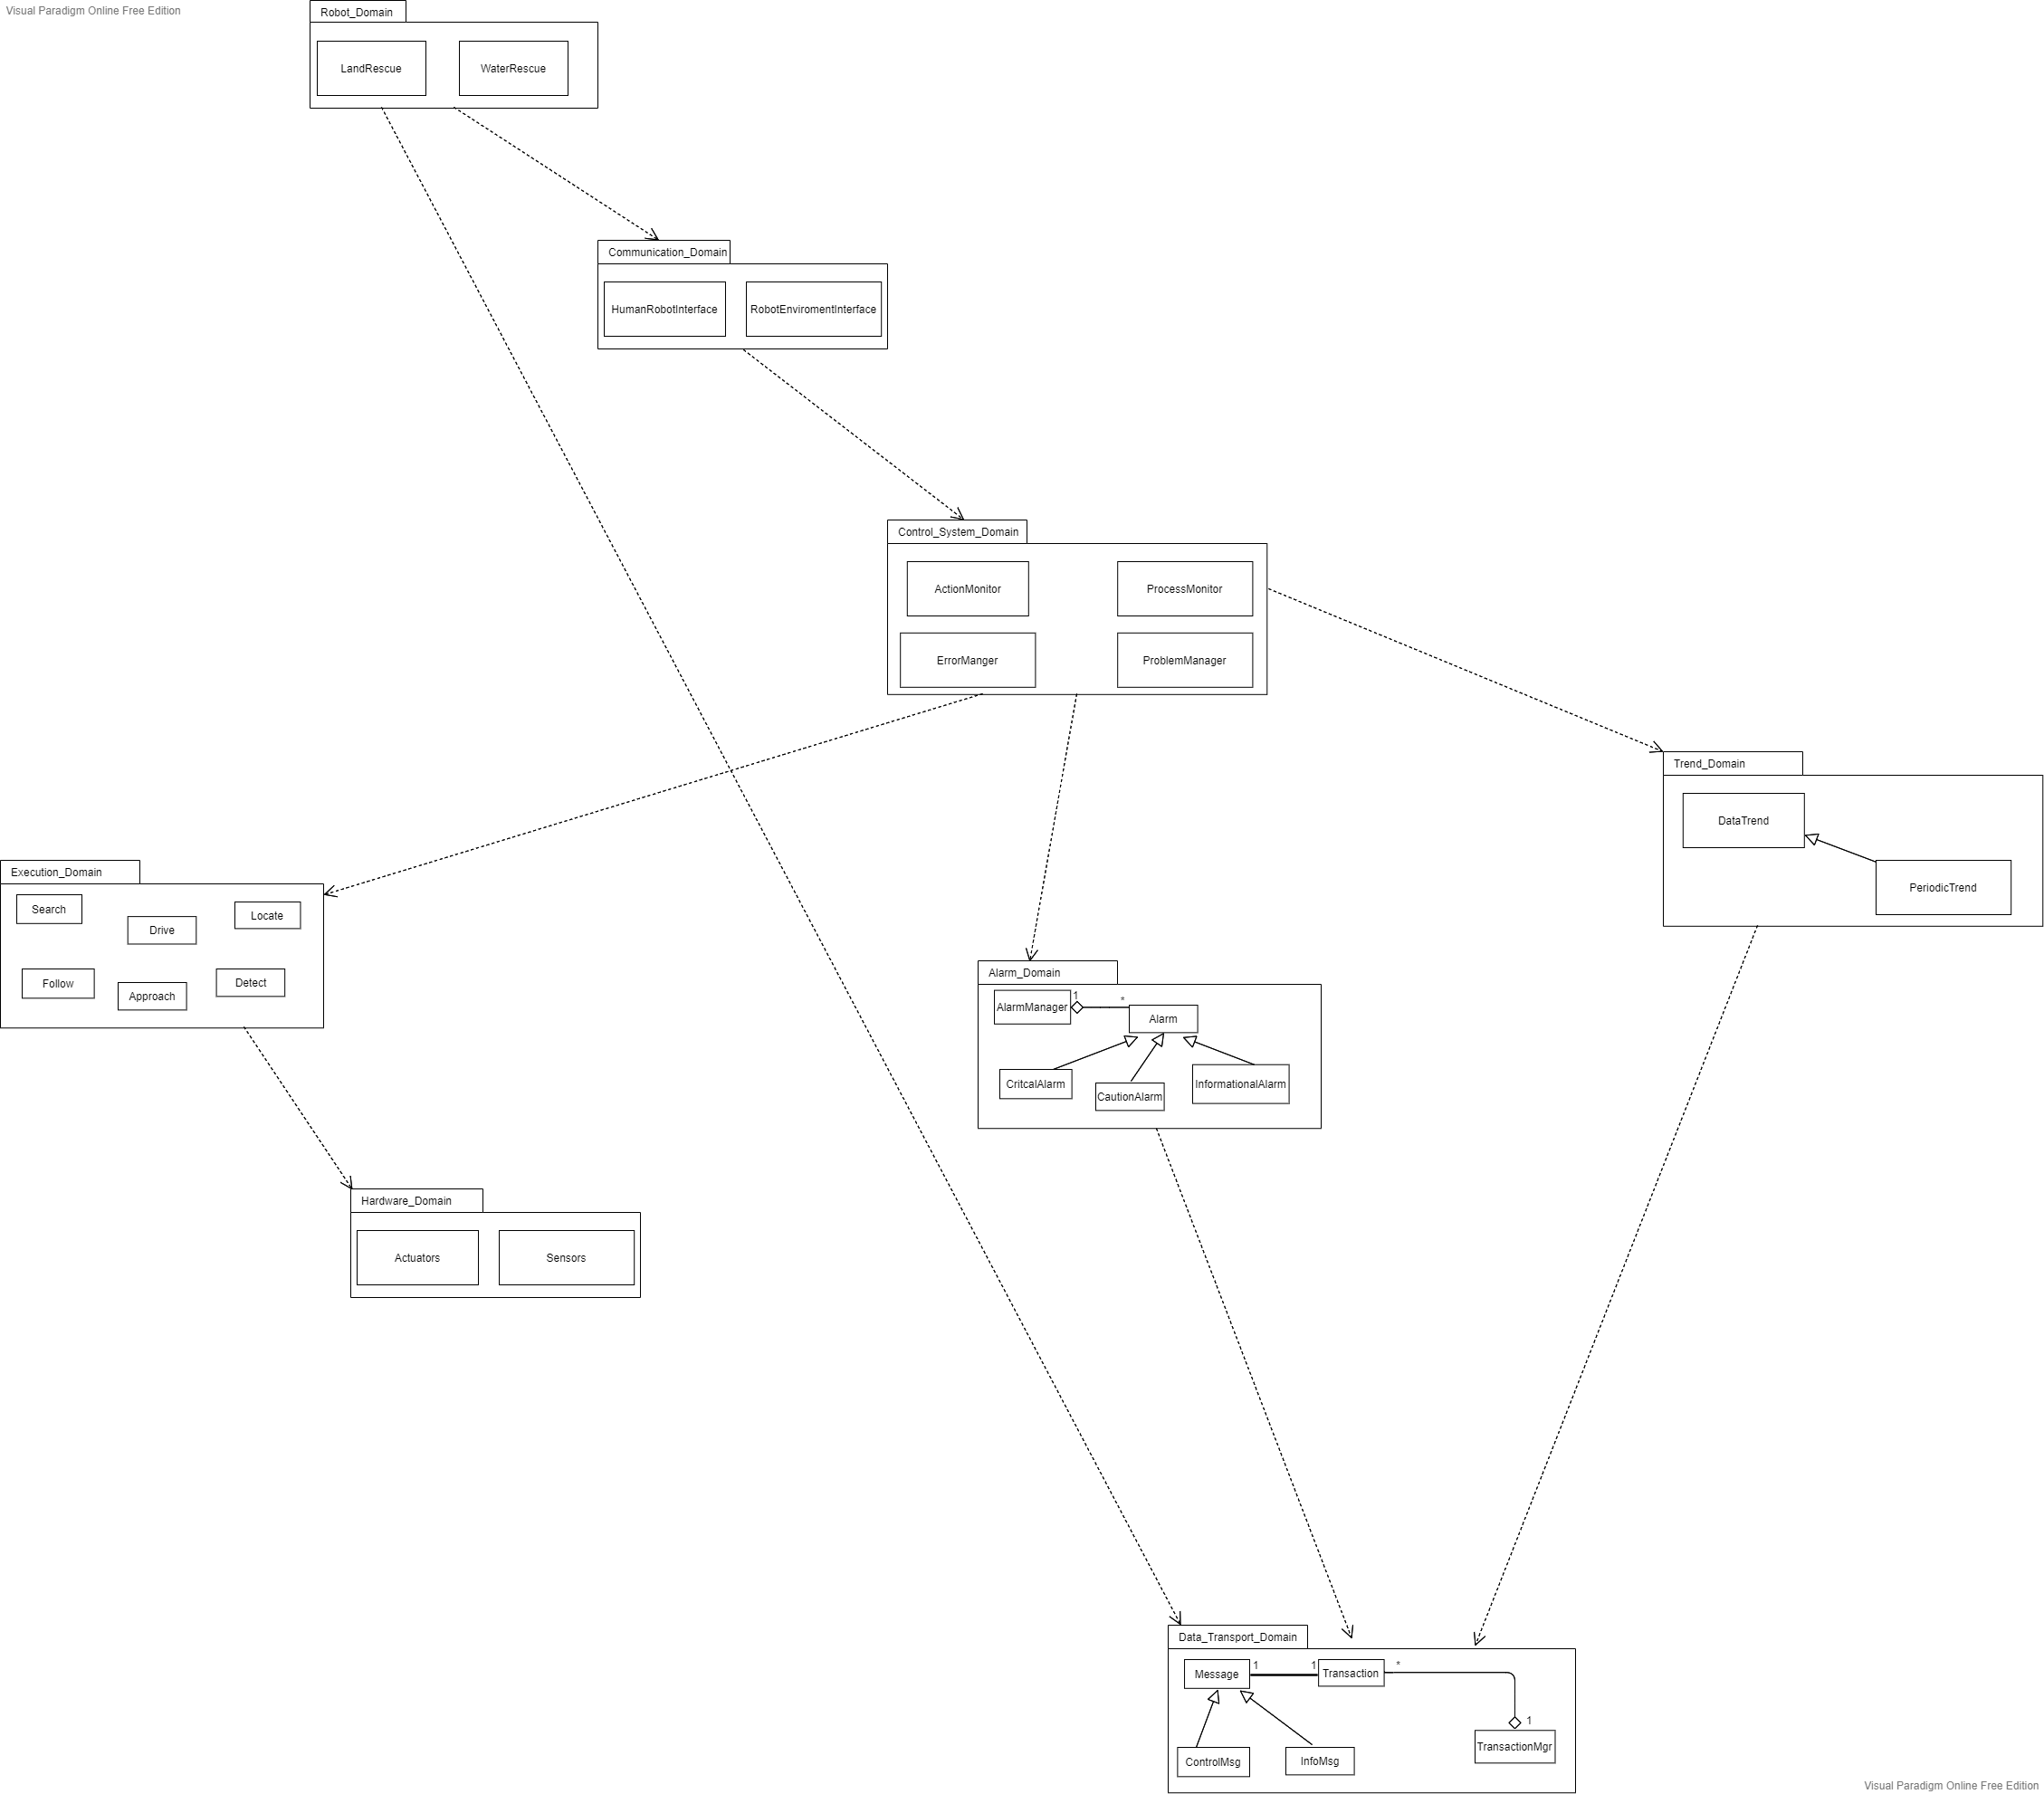 Visual Paradigm Online Free Edition
Robot_Domain
LandRescue
WaterRescue
Communication_Domain
HumanRobotInterface
RobotEnviromentInterface
Control_System_Domain
ActionMonitor
ProcessMonitor
ErrorManger
ProblemManager
Trend_Domain
DataTrend
PeriodicTrend
Execution_Domain
Search
Drive
Locate
Follow
Approach
Detect
Alarm_Domain
AlarmManager
1
*
Alarm
CritcalAlarm
CautionAlarm
InformationalAlarm
Hardware_Domain
Actuators
Sensors
Data_Transport_Domain
Message
1
1
Transaction
*
1
TransactionMgr
ControlMsg
InfoMsg
Visual Paradigm Online Free Edition